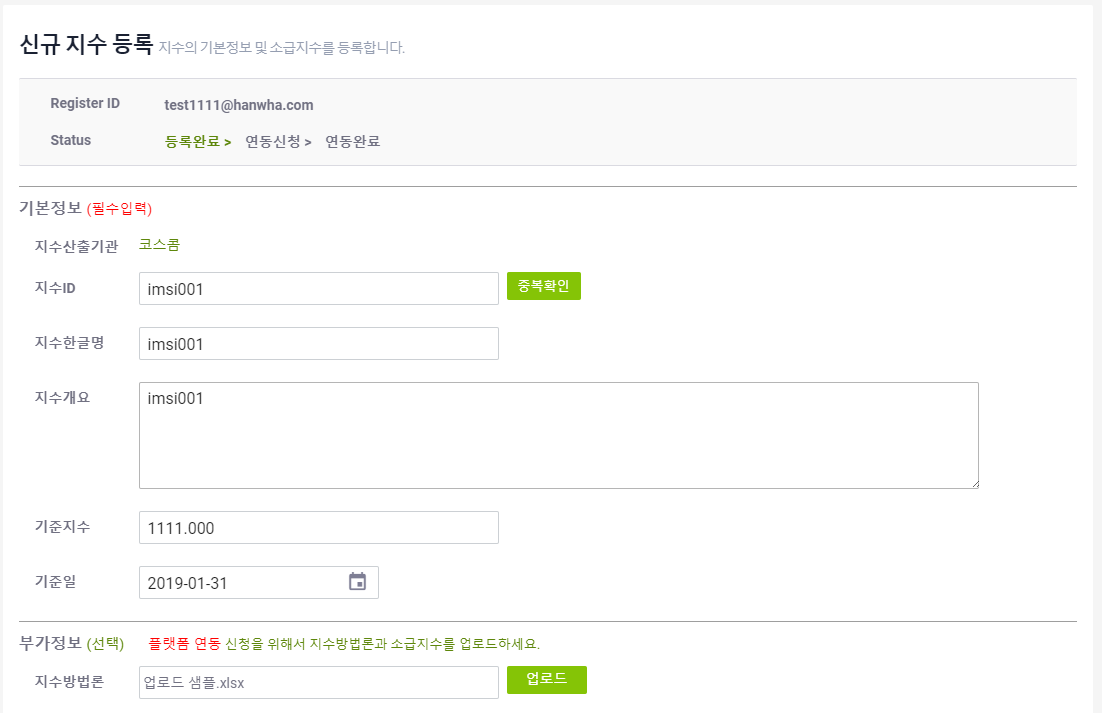 신규 지수 등록 지수의 기본정보 및 소급지수를 등록합니다.
Register ID test1111@hanwha.com
Status 등록완료 > 연동신청 > 연동완료
기본정보 (필수입력)
지수산출기관 코스콤
지수ID imsi001 중복확인
지수한글명 imsi001
지수개요 imsi001
기준지수 1111.000
기준일 2019-01-31
부가정보 (선택) 플랫폼 연동 신청을 위해서 지수방법론과 소급지수를 업로드하세요.
지수방법론 업로드 샘플.xlsx 업로드